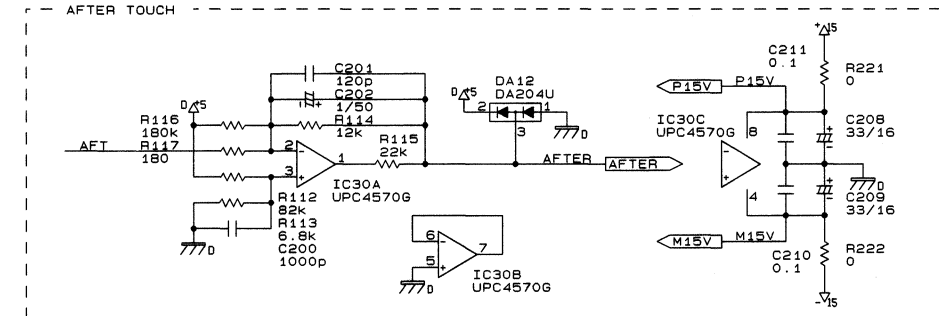 AFTER TOUCH
+15
C211
0.1
R221
0
C201
120p
C202
1/50
R114
12k
DA12
DA204U
D +5
2
1
3
D
P15V
P15V
IC30C
UPC4570G
8
C208
33/16
D +5
R116
180k
R117
180
AFT
2
3
1
R115
22k
AFTER
AFTER
IC30A
UPC4570G
4
D
C209
33/16
R112
82k
R113
6.8k
C200
1000p
D
6
5
7
D
IC30B
UPC4570G
M15V
M15V
C210
0.1
R222
0
-15